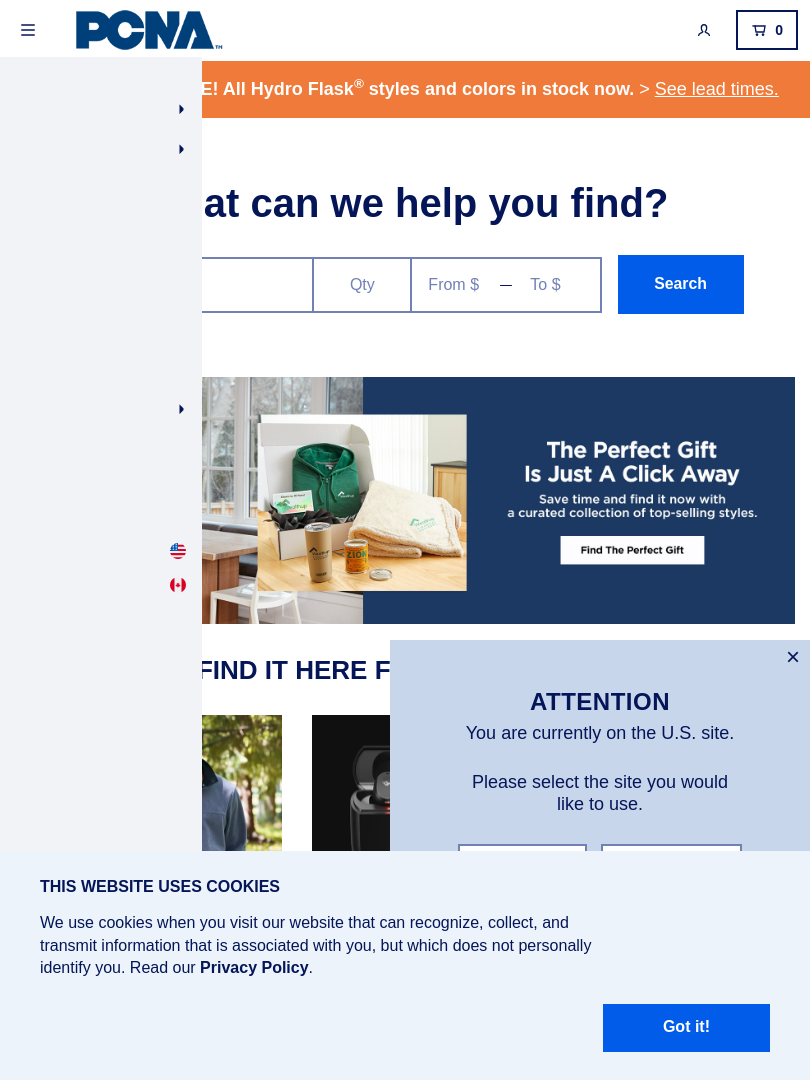 PCNA™
0
E! All Hydro Flask® styles and colors in stock now. > See lead times.
at can we help you find?
Qty
From $ — To $
Search
The Perfect Gift
Is Just A Click Away
Save time and find it now with
a curated collection of top-selling styles.
Find The Perfect Gift
FIND IT HERE F
ATTENTION
You are currently on the U.S. site.
Please select the site you would
like to use.
THIS WEBSITE USES COOKIES
We use cookies when you visit our website that can recognize, collect, and
transmit information that is associated with you, but which does not personally
identify you. Read our Privacy Policy.
Got it!